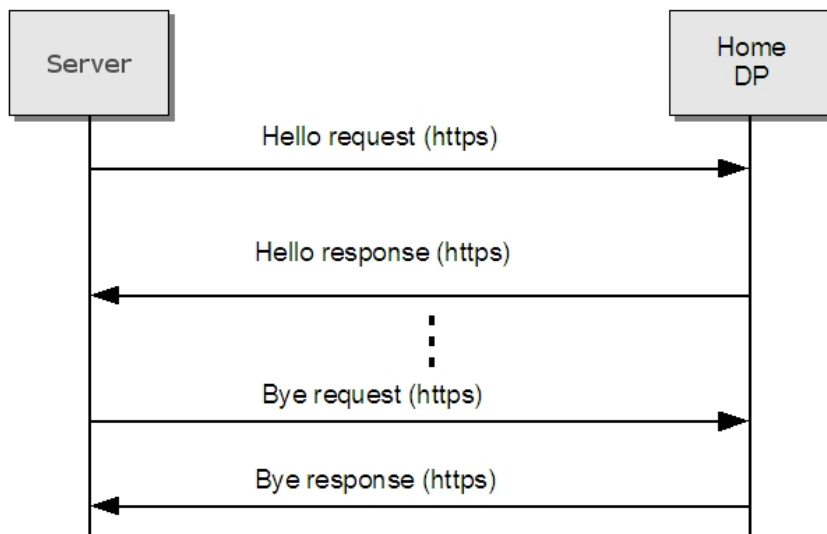 Server
Home
DP
Hello request (https)
Hello response (https)
Bye request (https)
Bye response (https)